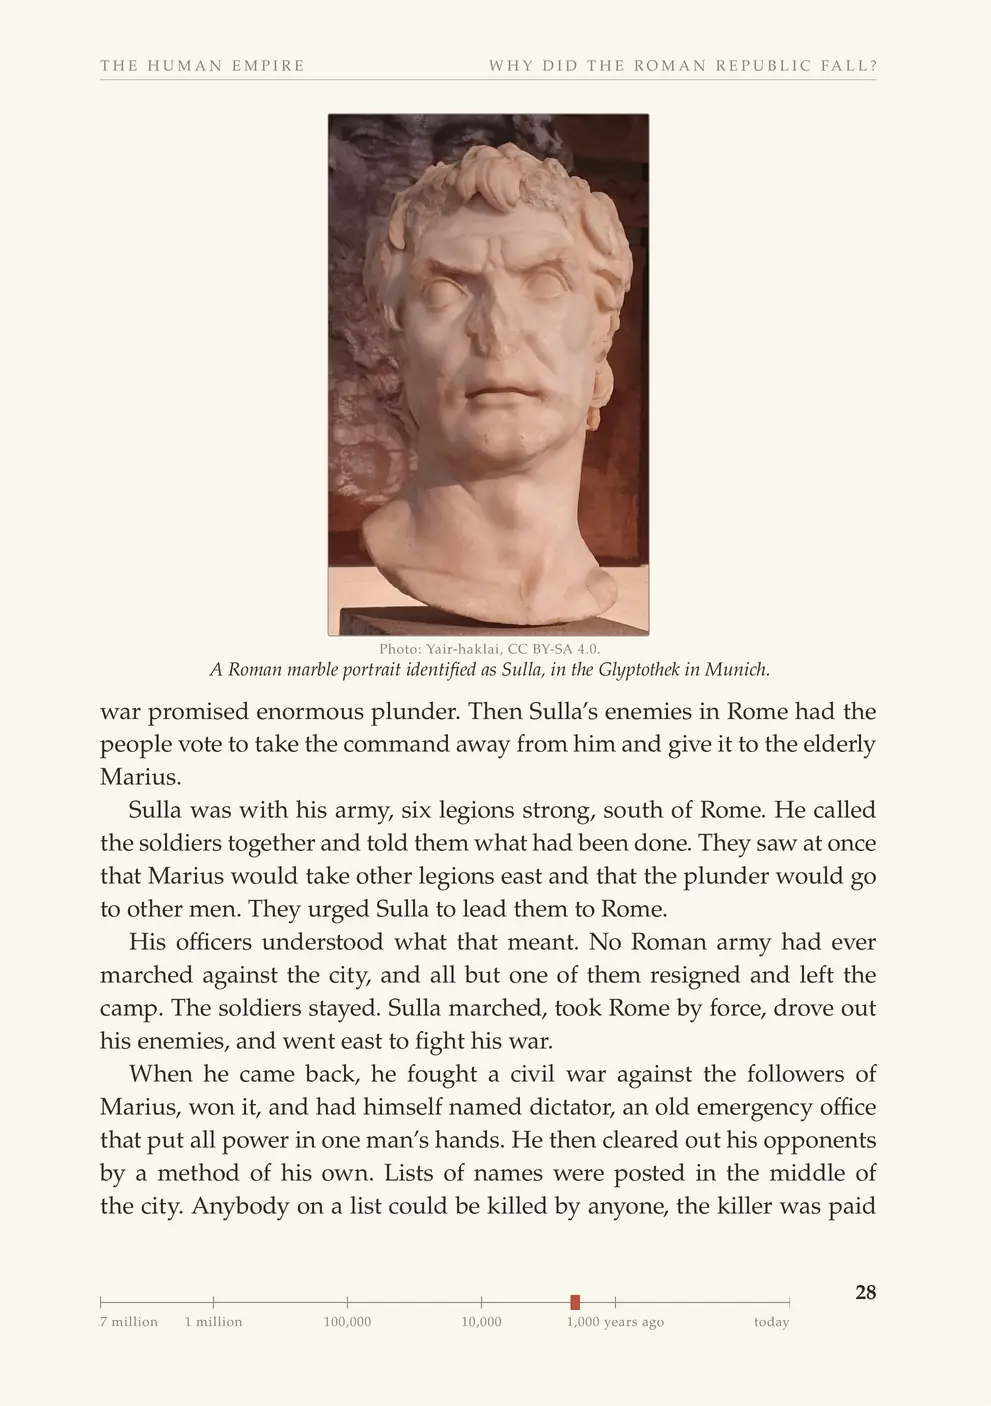 THE HUMAN EMPIRE
WHY DID THE ROMAN REPUBLIC FALL?
Photo: Yair-haklai, CC BY-SA 4.0.
A Roman marble portrait identified as Sulla, in the Glyptothek in Munich.
war promised enormous plunder. Then Sulla’s enemies in Rome had the
people vote to take the command away from him and give it to the elderly
Marius.
Sulla was with his army, six legions strong, south of Rome. He called
the soldiers together and told them what had been done. They saw at once
that Marius would take other legions east and that the plunder would go
to other men. They urged Sulla to lead them to Rome.
His officers understood what that meant. No Roman army had ever
marched against the city, and all but one of them resigned and left the
camp. The soldiers stayed. Sulla marched, took Rome by force, drove out
his enemies, and went east to fight his war.
When he came back, he fought a civil war against the followers of
Marius, won it, and had himself named dictator, an old emergency office
that put all power in one man’s hands. He then cleared out his opponents
by a method of his own. Lists of names were posted in the middle of
the city. Anybody on a list could be killed by anyone, the killer was paid
28
7 million 1 million 100,000 10,000 1,000 years ago today